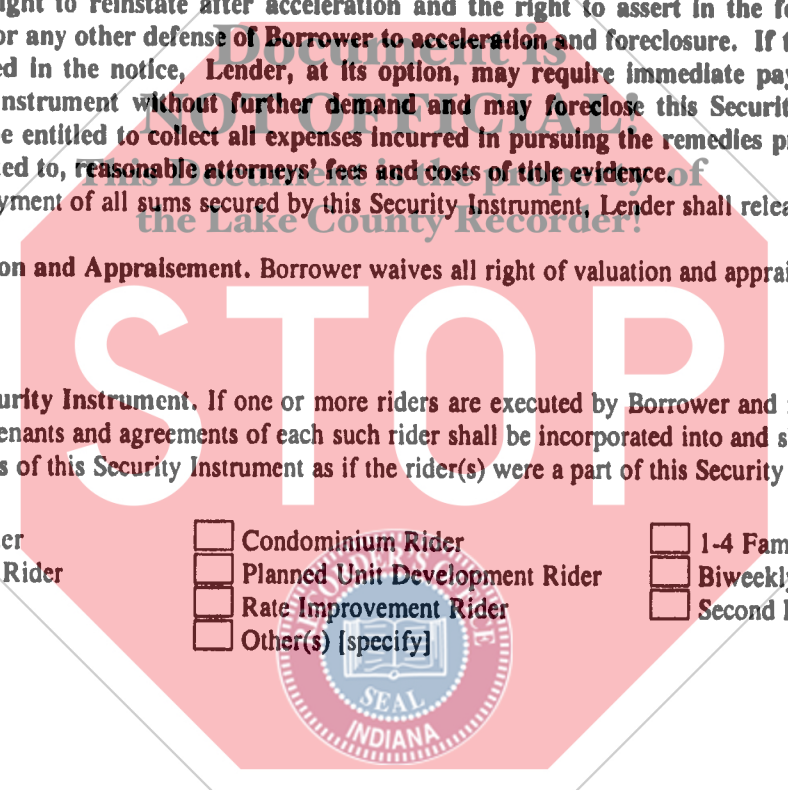 ght to reinstate after acceleration and the right to assert in the fo
or any other defense of Borrower to acceleration and foreclosure. If t
ed in the notice, Lender, at its option, may require immediate pay
nstrument without further demand and may foreclose this Securit
e entitled to collect all expenses incurred in pursuing the remedies p
ed to, reasonable attorneys' fees and costs of title evidence.
yment of all sums secured by this Security Instrument, Lender shall relea
on and Appraisement. Borrower waives all right of valuation and apprai
urity Instrument. If one or more riders are executed by Borrower and
enants and agreements of each such rider shall be incorporated into and s
s of this Security Instrument as if the rider(s) were a part of this Security
er
Rider
Condominium Rider
Planned Unit Development Rider
Rate Improvement Rider
Other(s) [specify]
1-4 Fam
Biweekly
Second
Document is
NOT OFFICIAL!
This Document is the property of
the Lake County Recorder!
STOP
RECORDER'S OFFICE
SEAL
INDIANA